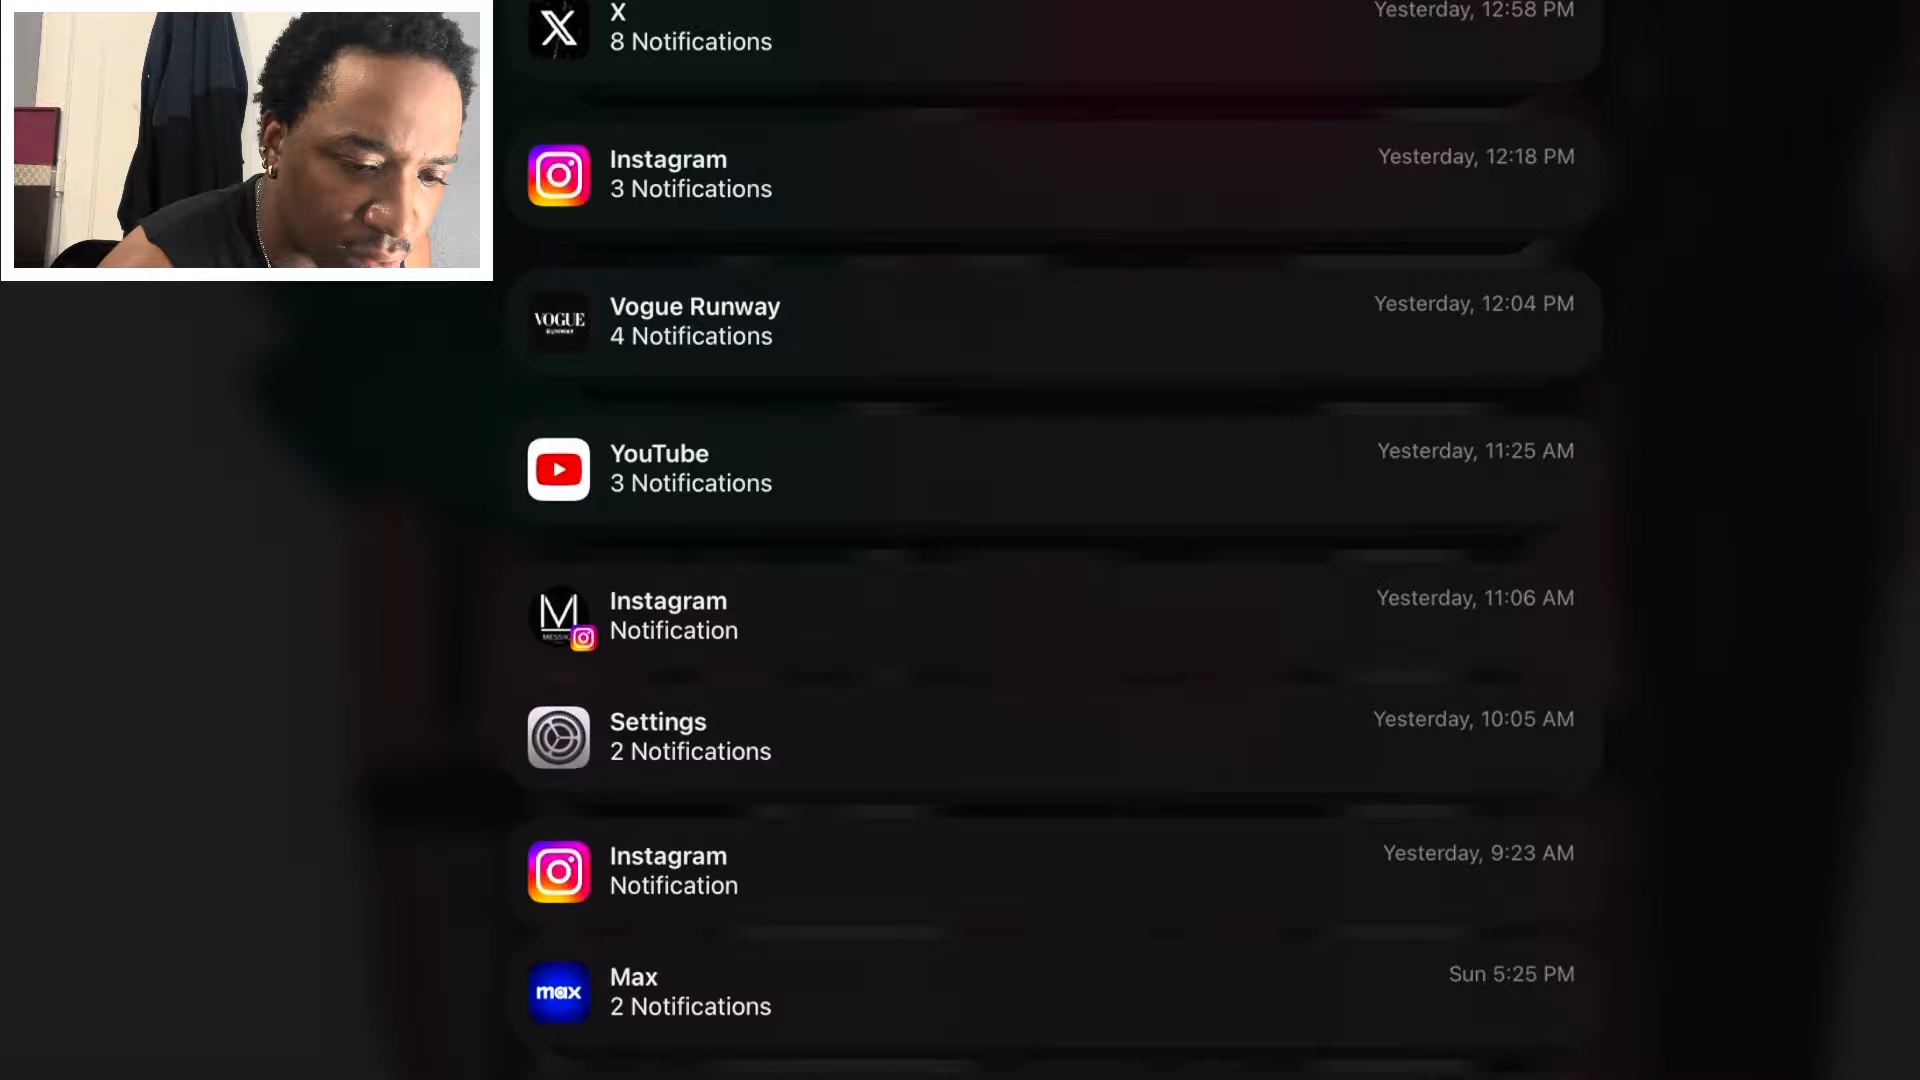 X
Yesterday, 12:58 PM
8 Notifications
Instagram
Yesterday, 12:18 PM
3 Notifications
VOGUE
RUNWAY
Vogue Runway
Yesterday, 12:04 PM
4 Notifications
YouTube
Yesterday, 11:25 AM
3 Notifications
M
Instagram
Yesterday, 11:06 AM
Notification
Settings
Yesterday, 10:05 AM
2 Notifications
Instagram
Yesterday, 9:23 AM
Notification
max
Max
Sun 5:25 PM
2 Notifications